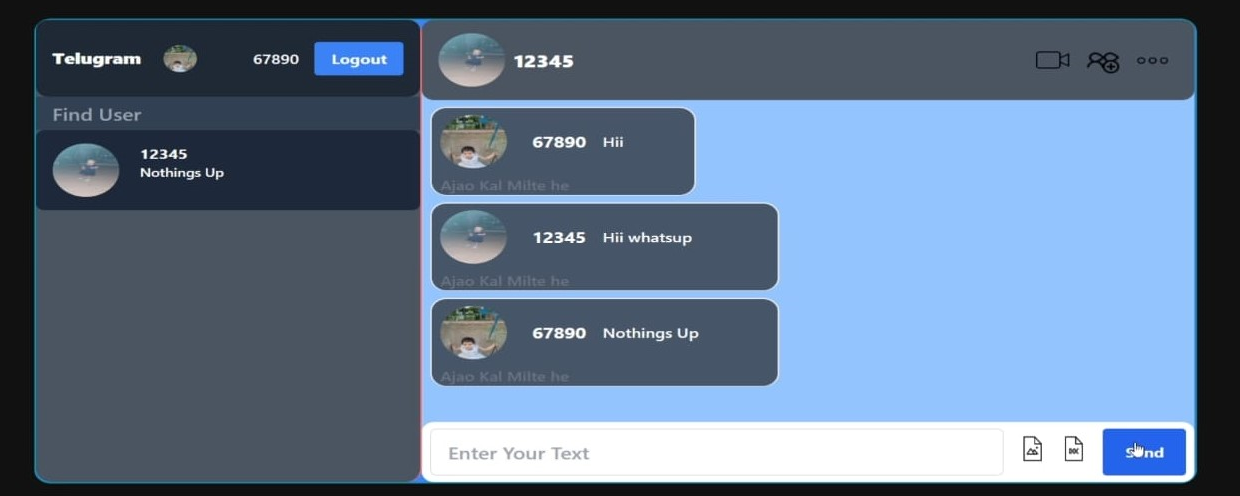 Telugram 67890 Logout
Find User
12345
Nothings Up
12345
67890 Hii
Ajao Kal Milte he
12345 Hii whatsup
Ajao Kal Milte he
67890 Nothings Up
Ajao Kal Milte he
Enter Your Text
DOC
Send